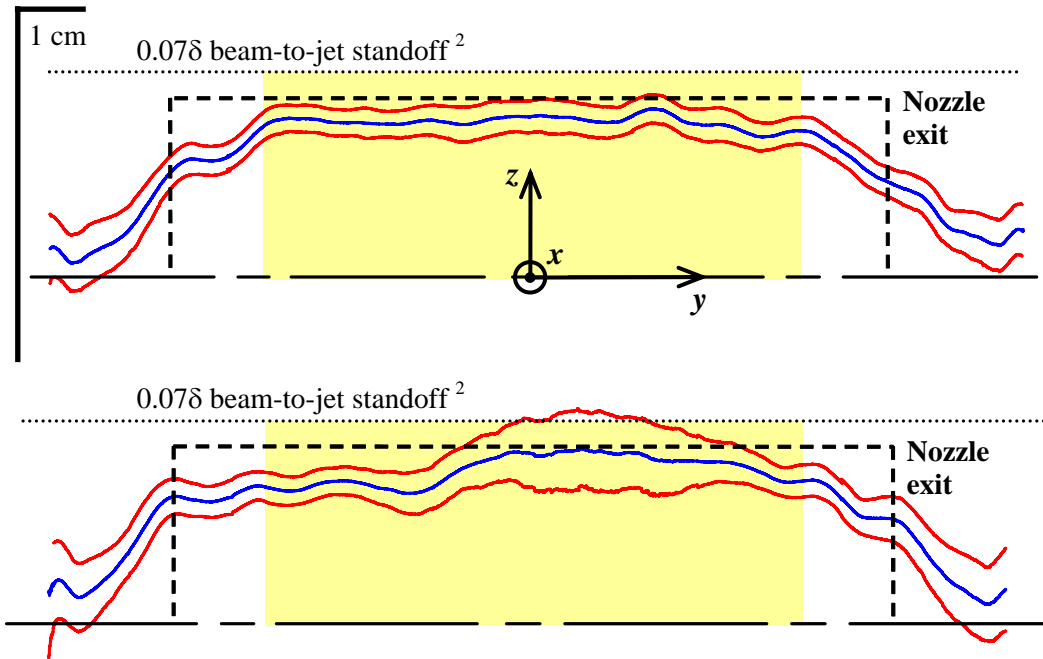 1 cm
0.07δ beam-to-jet standoff 2
Nozzle
exit
z
x
y
0.07δ beam-to-jet standoff 2
Nozzle
exit